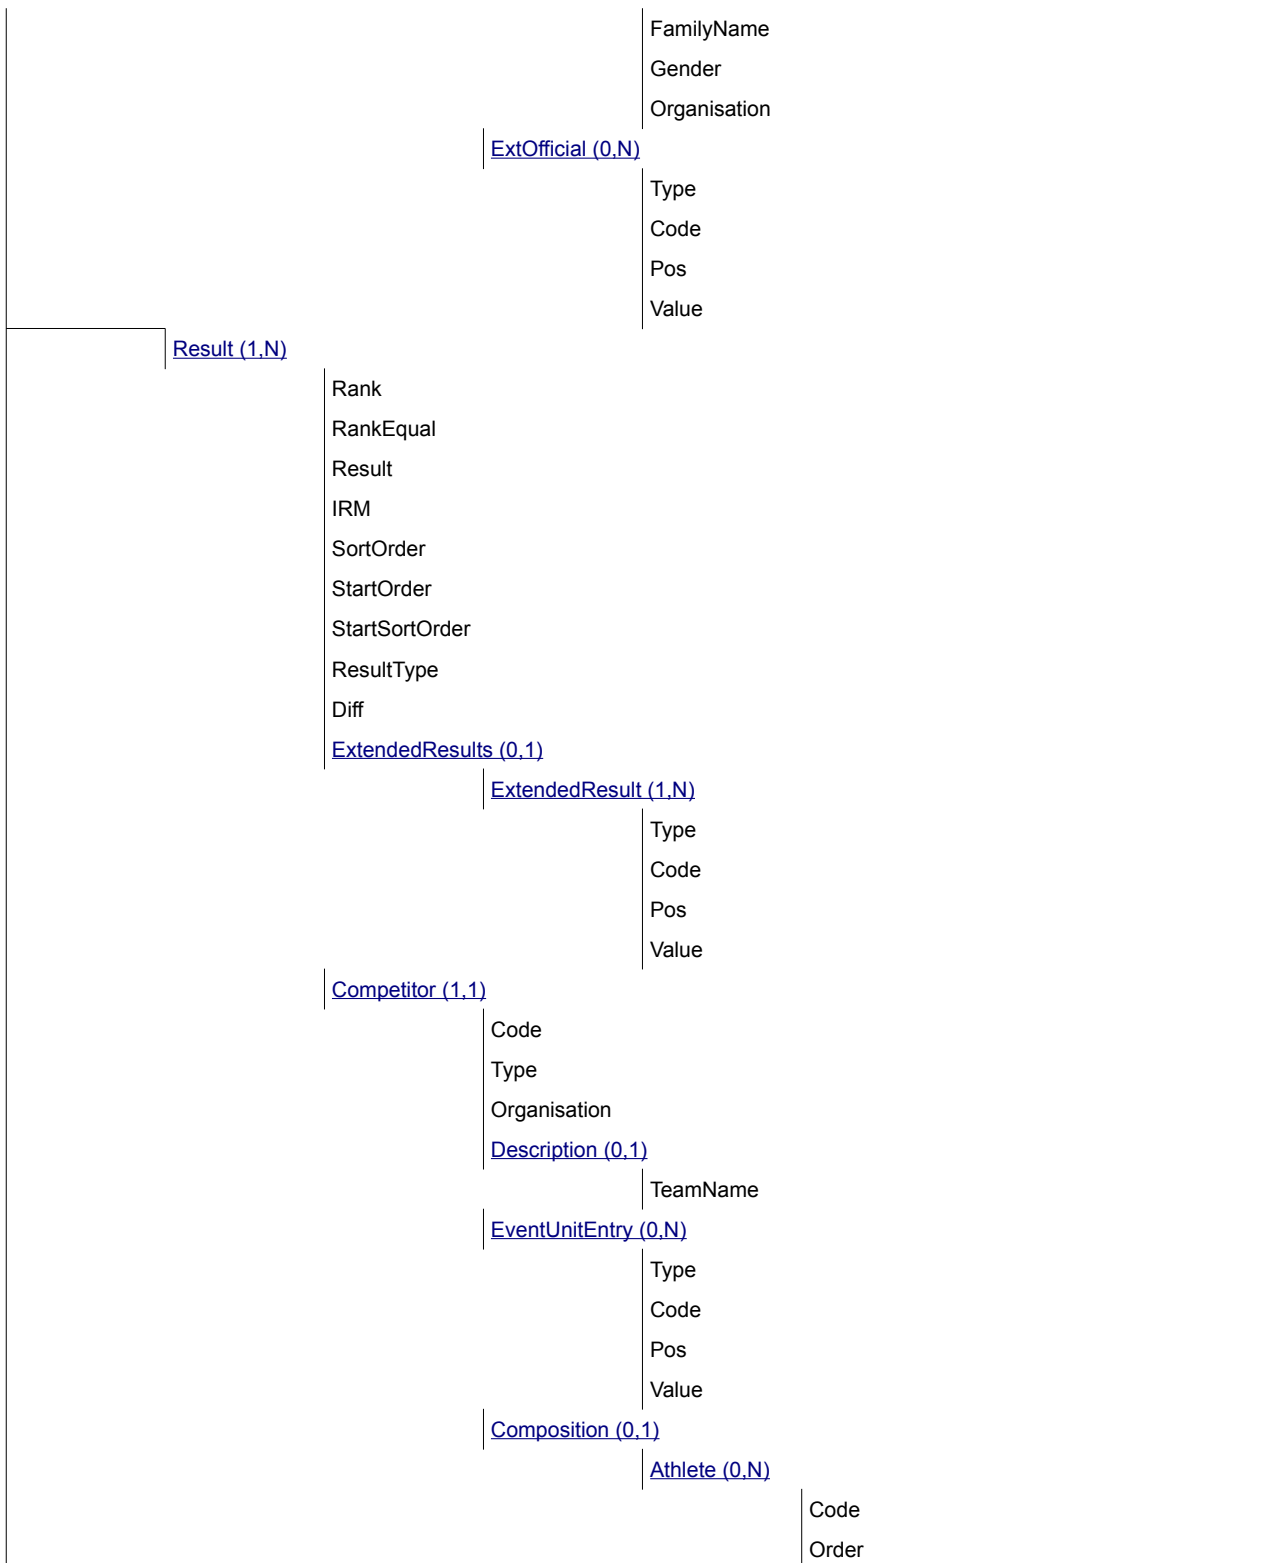 FamilyName
Gender
Organisation
ExtOfficial (0,N)
Type
Code
Pos
Value
Result (1,N)
Rank
RankEqual
Result
IRM
SortOrder
StartOrder
StartSortOrder
ResultType
Diff
ExtendedResults (0,1)
ExtendedResult (1,N)
Type
Code
Pos
Value
Competitor (1,1)
Code
Type
Organisation
Description (0,1)
TeamName
EventUnitEntry (0,N)
Type
Code
Pos
Value
Composition (0,1)
Athlete (0,N)
Code
Order